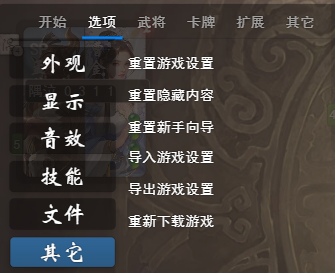 开始 选项 武将 卡牌 扩展 其它
外观
显示
音效
技能
文件
其它
重置游戏设置
重置隐藏内容
重置新手向导
导入游戏设置
导出游戏设置
重新下载游戏